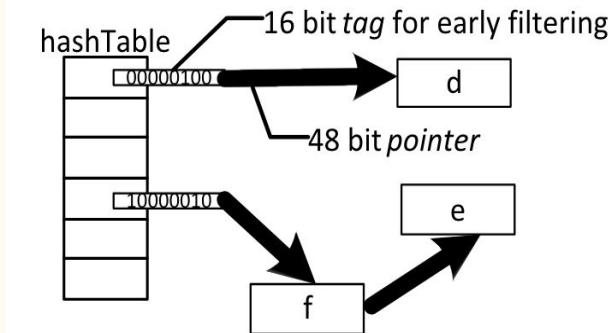 16 bit tag for early filtering
hashTable
00000100
d
48 bit pointer
10000010
e
f